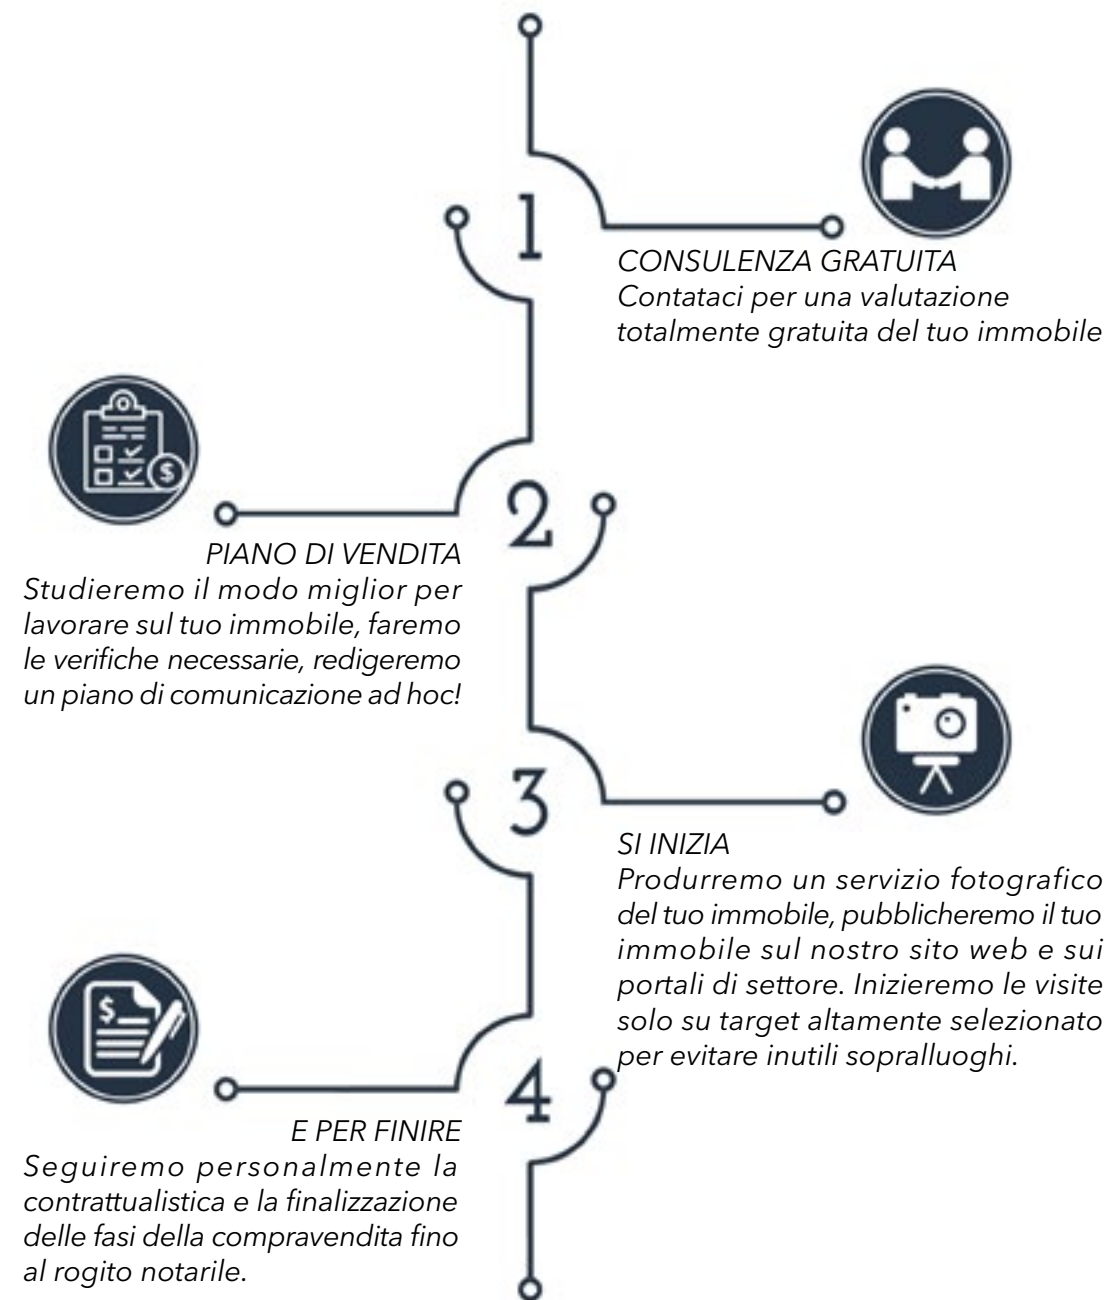 1
CONSULENZA GRATUITA
Contataci per una valutazione
totalmente gratuita del tuo immobile
2
PIANO DI VENDITA
Studieremo il modo miglior per
lavorare sul tuo immobile, faremo
le verifiche necessarie, redigeremo
un piano di comunicazione ad hoc!
3
SI INIZIA
Produrremo un servizio fotografico
del tuo immobile, pubblicheremo il tuo
immobile sul nostro sito web e sui
portali di settore. Inizieremo le visite
solo su target altamente selezionato
per evitare inutili sopralluoghi.
4
E PER FINIRE
Seguiremo personalmente la
contrattualistica e la finalizzazione
delle fasi della compravendita fino
al rogito notarile.